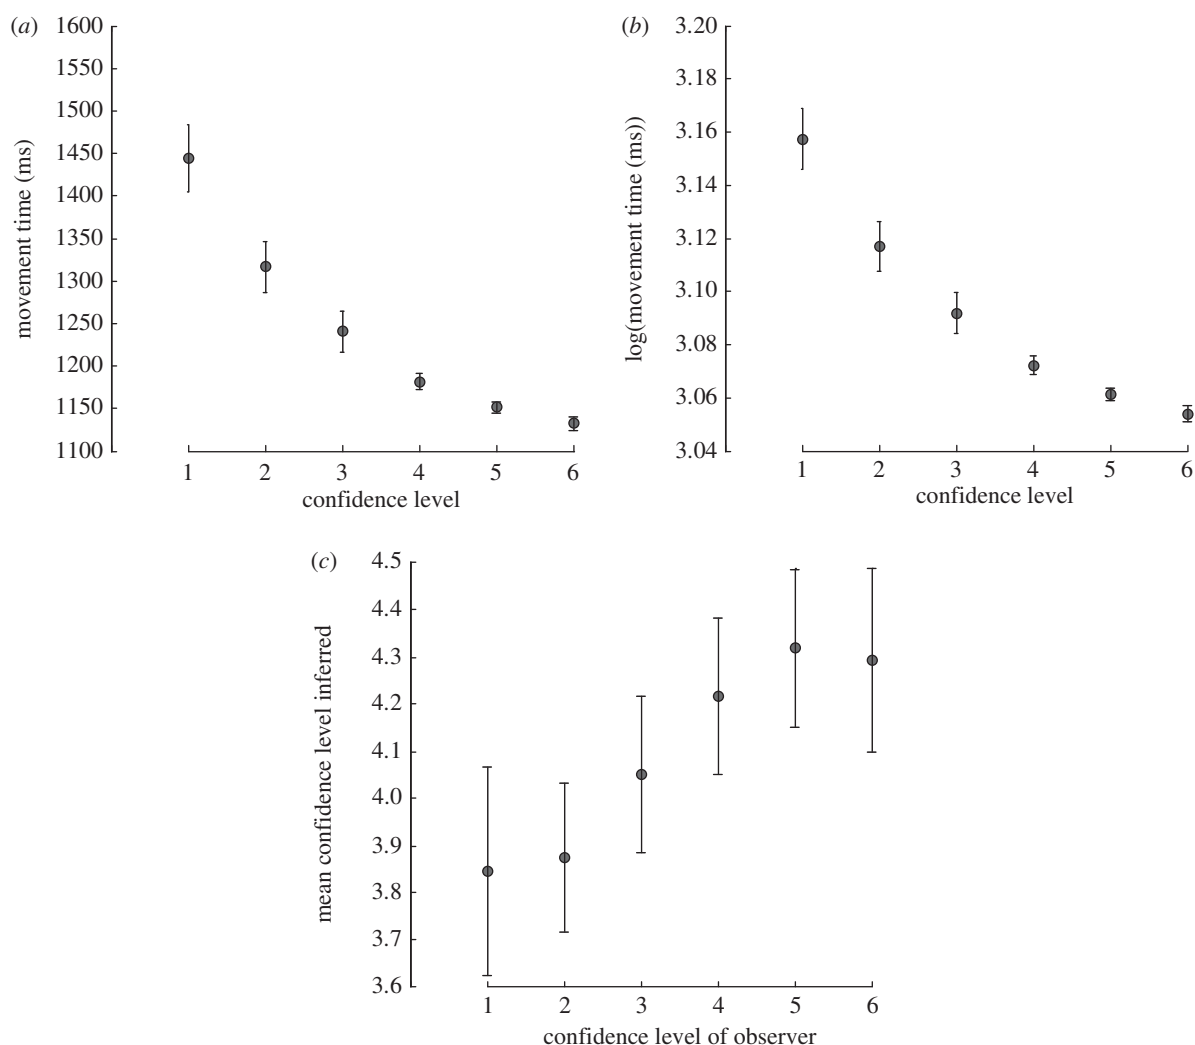 (a)
1600
1550
1500
1450
1400
1350
1300
1250
1200
1150
1100
movement time (ms)
1 2 3 4 5 6
confidence level
(b)
3.20
3.18
3.16
3.14
3.12
3.10
3.08
3.06
3.04
log(movement time (ms))
1 2 3 4 5 6
confidence level
(c)
4.5
4.4
4.3
4.2
4.1
4.0
3.9
3.8
3.7
3.6
mean confidence level inferred
1 2 3 4 5 6
confidence level of observer